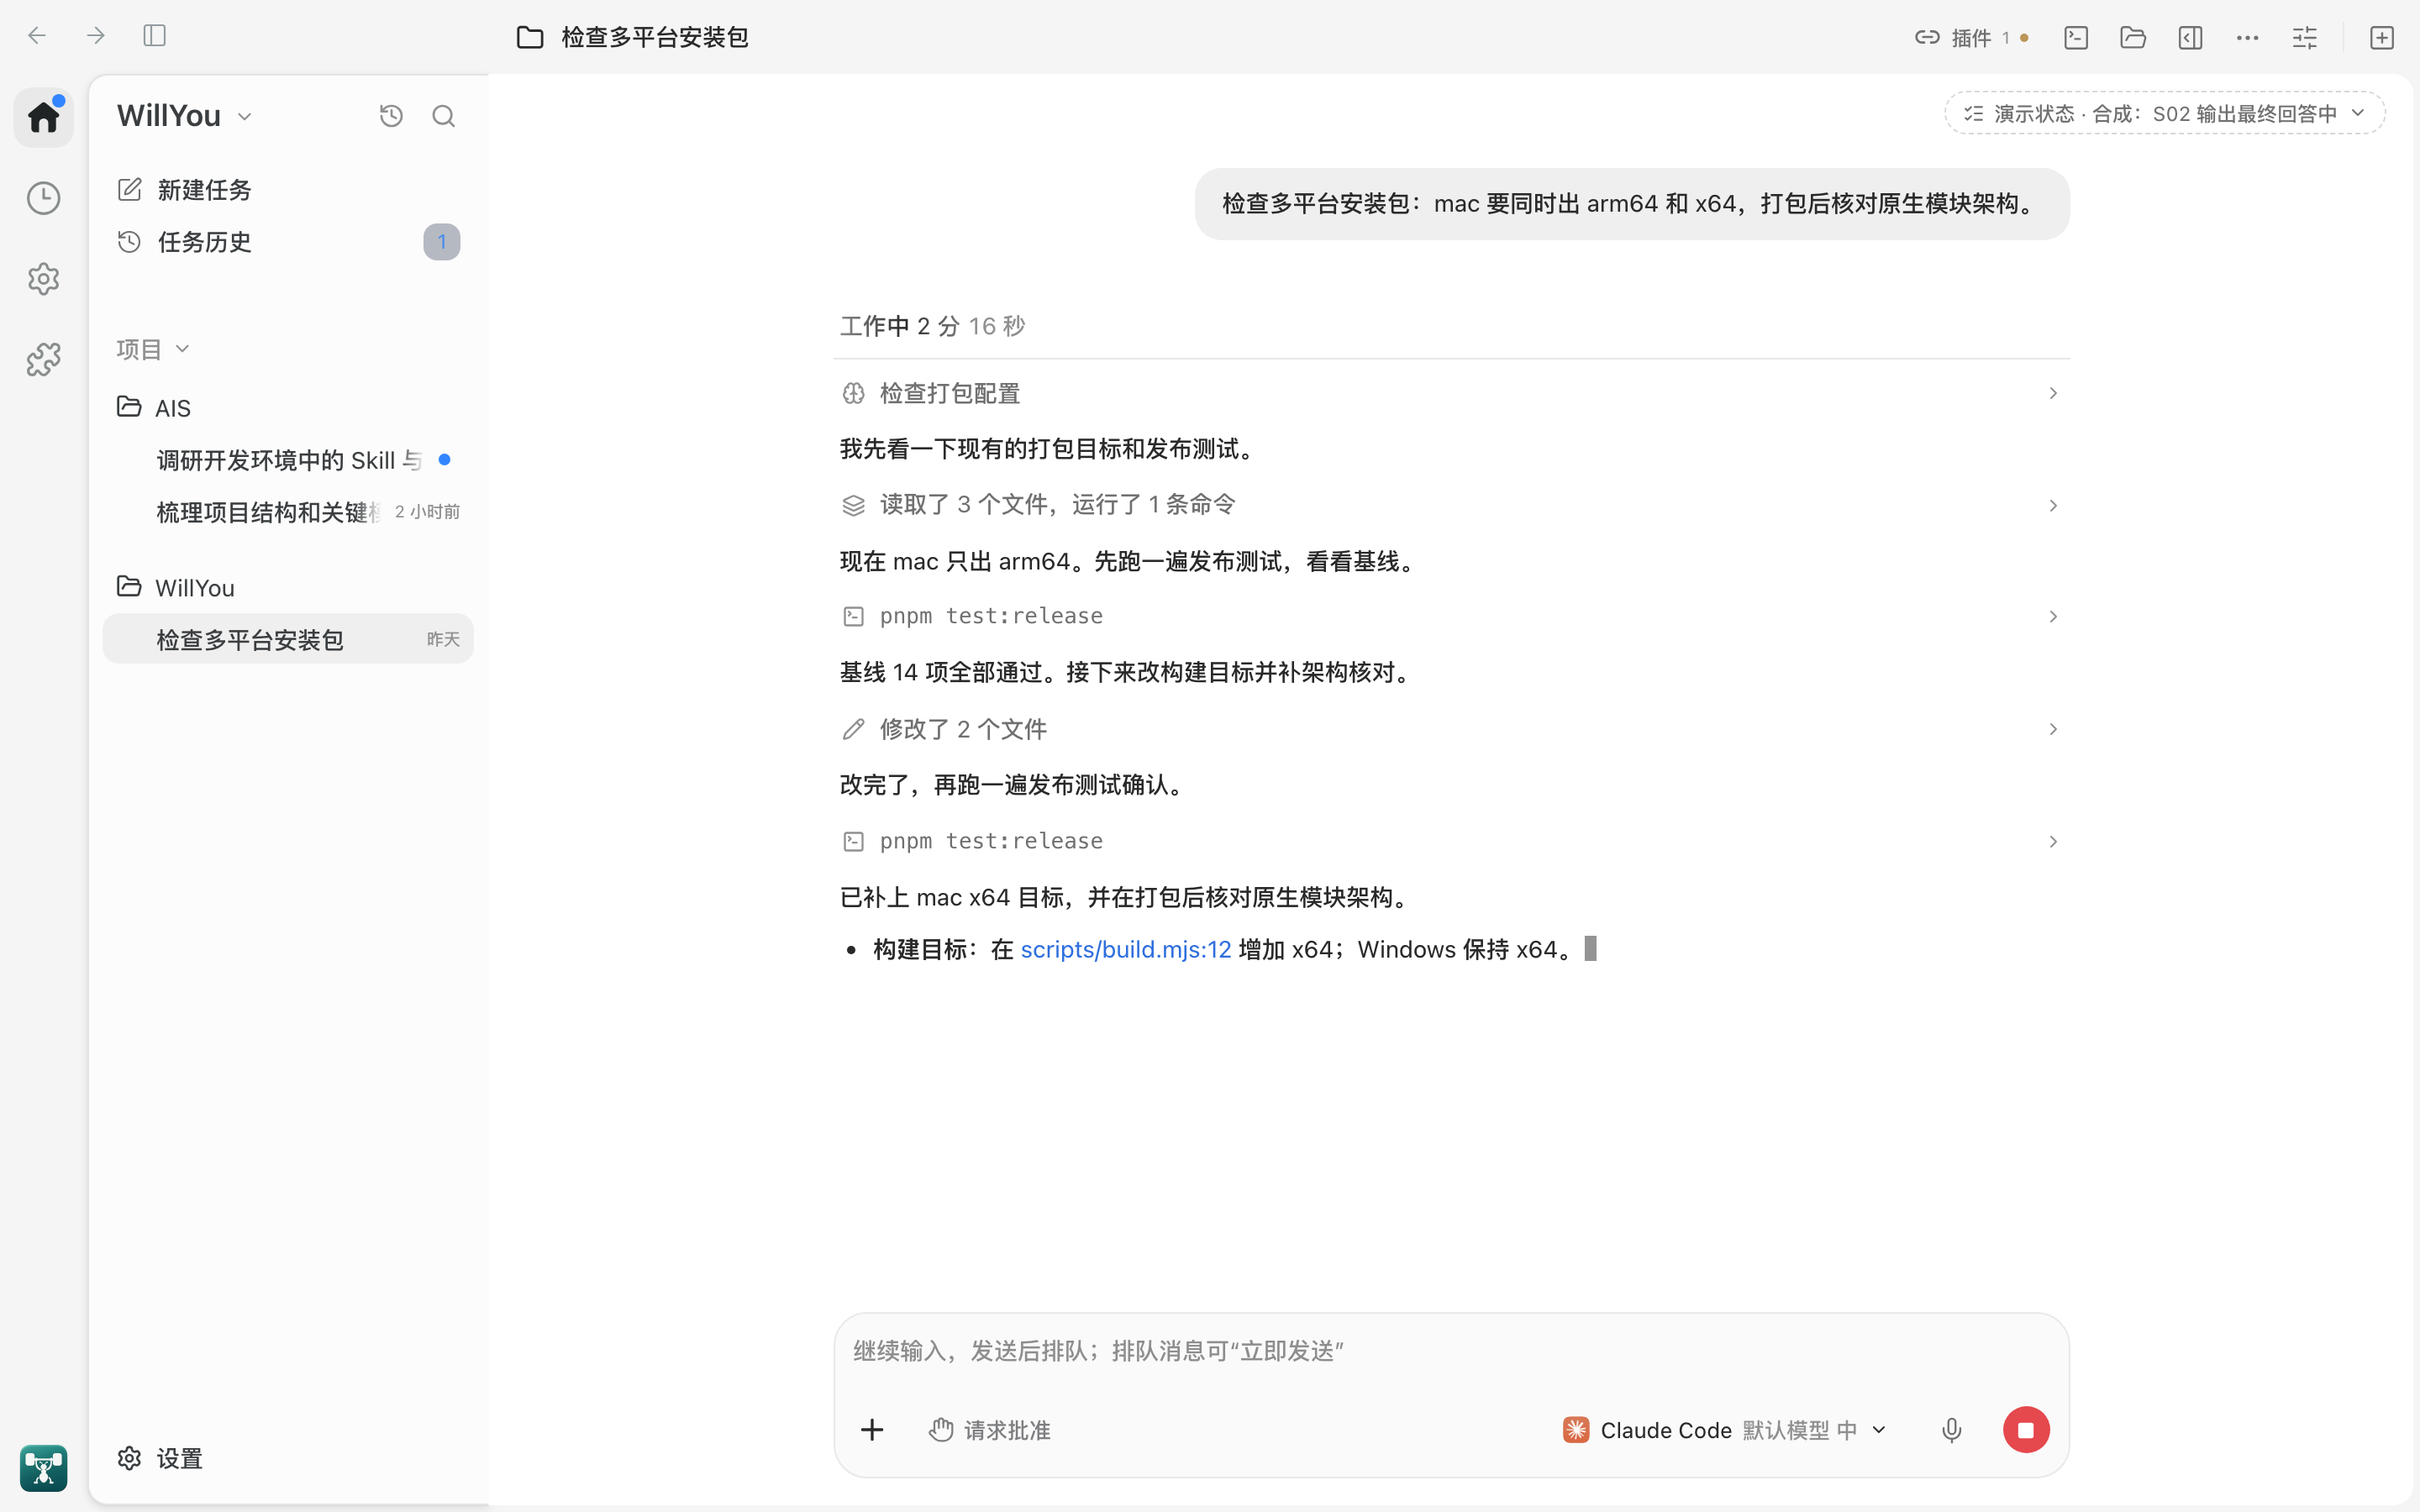 检查多平台安装包
插件 1
WillYou
演示状态 · 合成：S02 输出最终回答中
新建任务
任务历史
1
项目
AIS
调研开发环境中的 Skill 与
梳理项目结构和关键 2 小时前
WillYou
检查多平台安装包 昨天
设置
检查多平台安装包：mac 要同时出 arm64 和 x64，打包后核对原生模块架构。
工作中 2 分 16 秒
检查打包配置
我先看一下现有的打包目标和发布测试。
读取了 3 个文件，运行了 1 条命令
现在 mac 只出 arm64。先跑一遍发布测试，看看基线。
pnpm test:release
基线 14 项全部通过。接下来改构建目标并补架构核对。
修改了 2 个文件
改完了，再跑一遍发布测试确认。
pnpm test:release
已补上 mac x64 目标，并在打包后核对原生模块架构。
• 构建目标：在 scripts/build.mjs:12 增加 x64；Windows 保持 x64。
继续输入，发送后排队；排队消息可“立即发送”
请求批准
Claude Code 默认模型 中